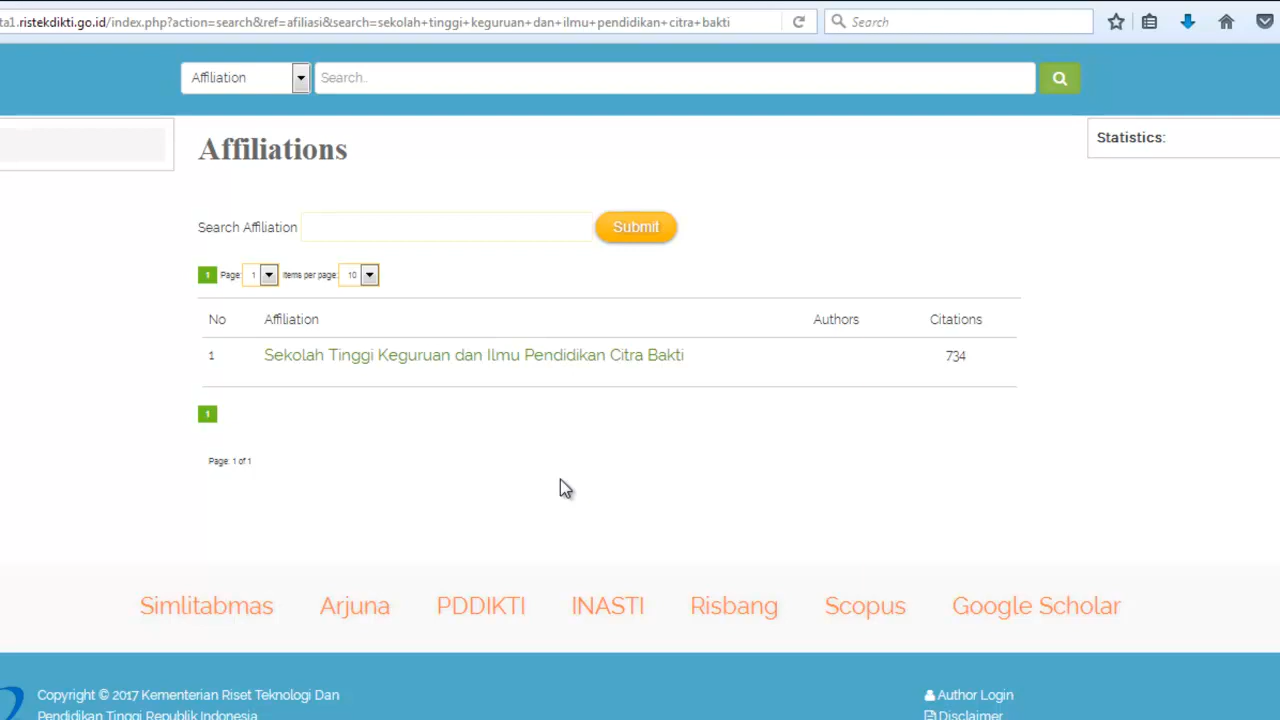 ta1.ristekdikti.go.id/index.php?action=search&ref=afiliasi&search=sekolah+tinggi+keguruan+dan+ilmu+pendidikan+citra+bakti
Search
Affiliation
Search..
Affiliations
Statistics:
Search Affiliation
Submit
1 Page: 1 Items per page: 10
No Affiliation Authors Citations
1 Sekolah Tinggi Keguruan dan Ilmu Pendidikan Citra Bakti 734
1
Page: 1 of 1
Simlitabmas Arjuna PDDIKTI INASTI Risbang Scopus Google Scholar
Copyright © 2017 Kementerian Riset Teknologi Dan
Pendidikan Tinggi Republik Indonesia
Author Login
Disclaimer